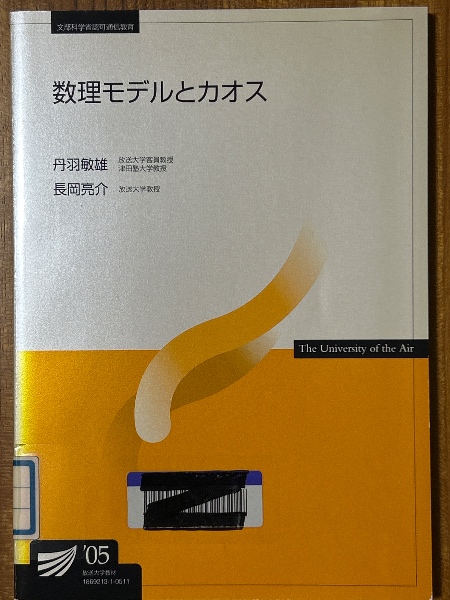 文部科学省認可通信教育
数理モデルとカオス
丹羽敏雄 放送大学客員教授
津田塾大学教授
長岡亮介 放送大学教授
The University of the Air
'05
放送大学教材
1869213-1-0511